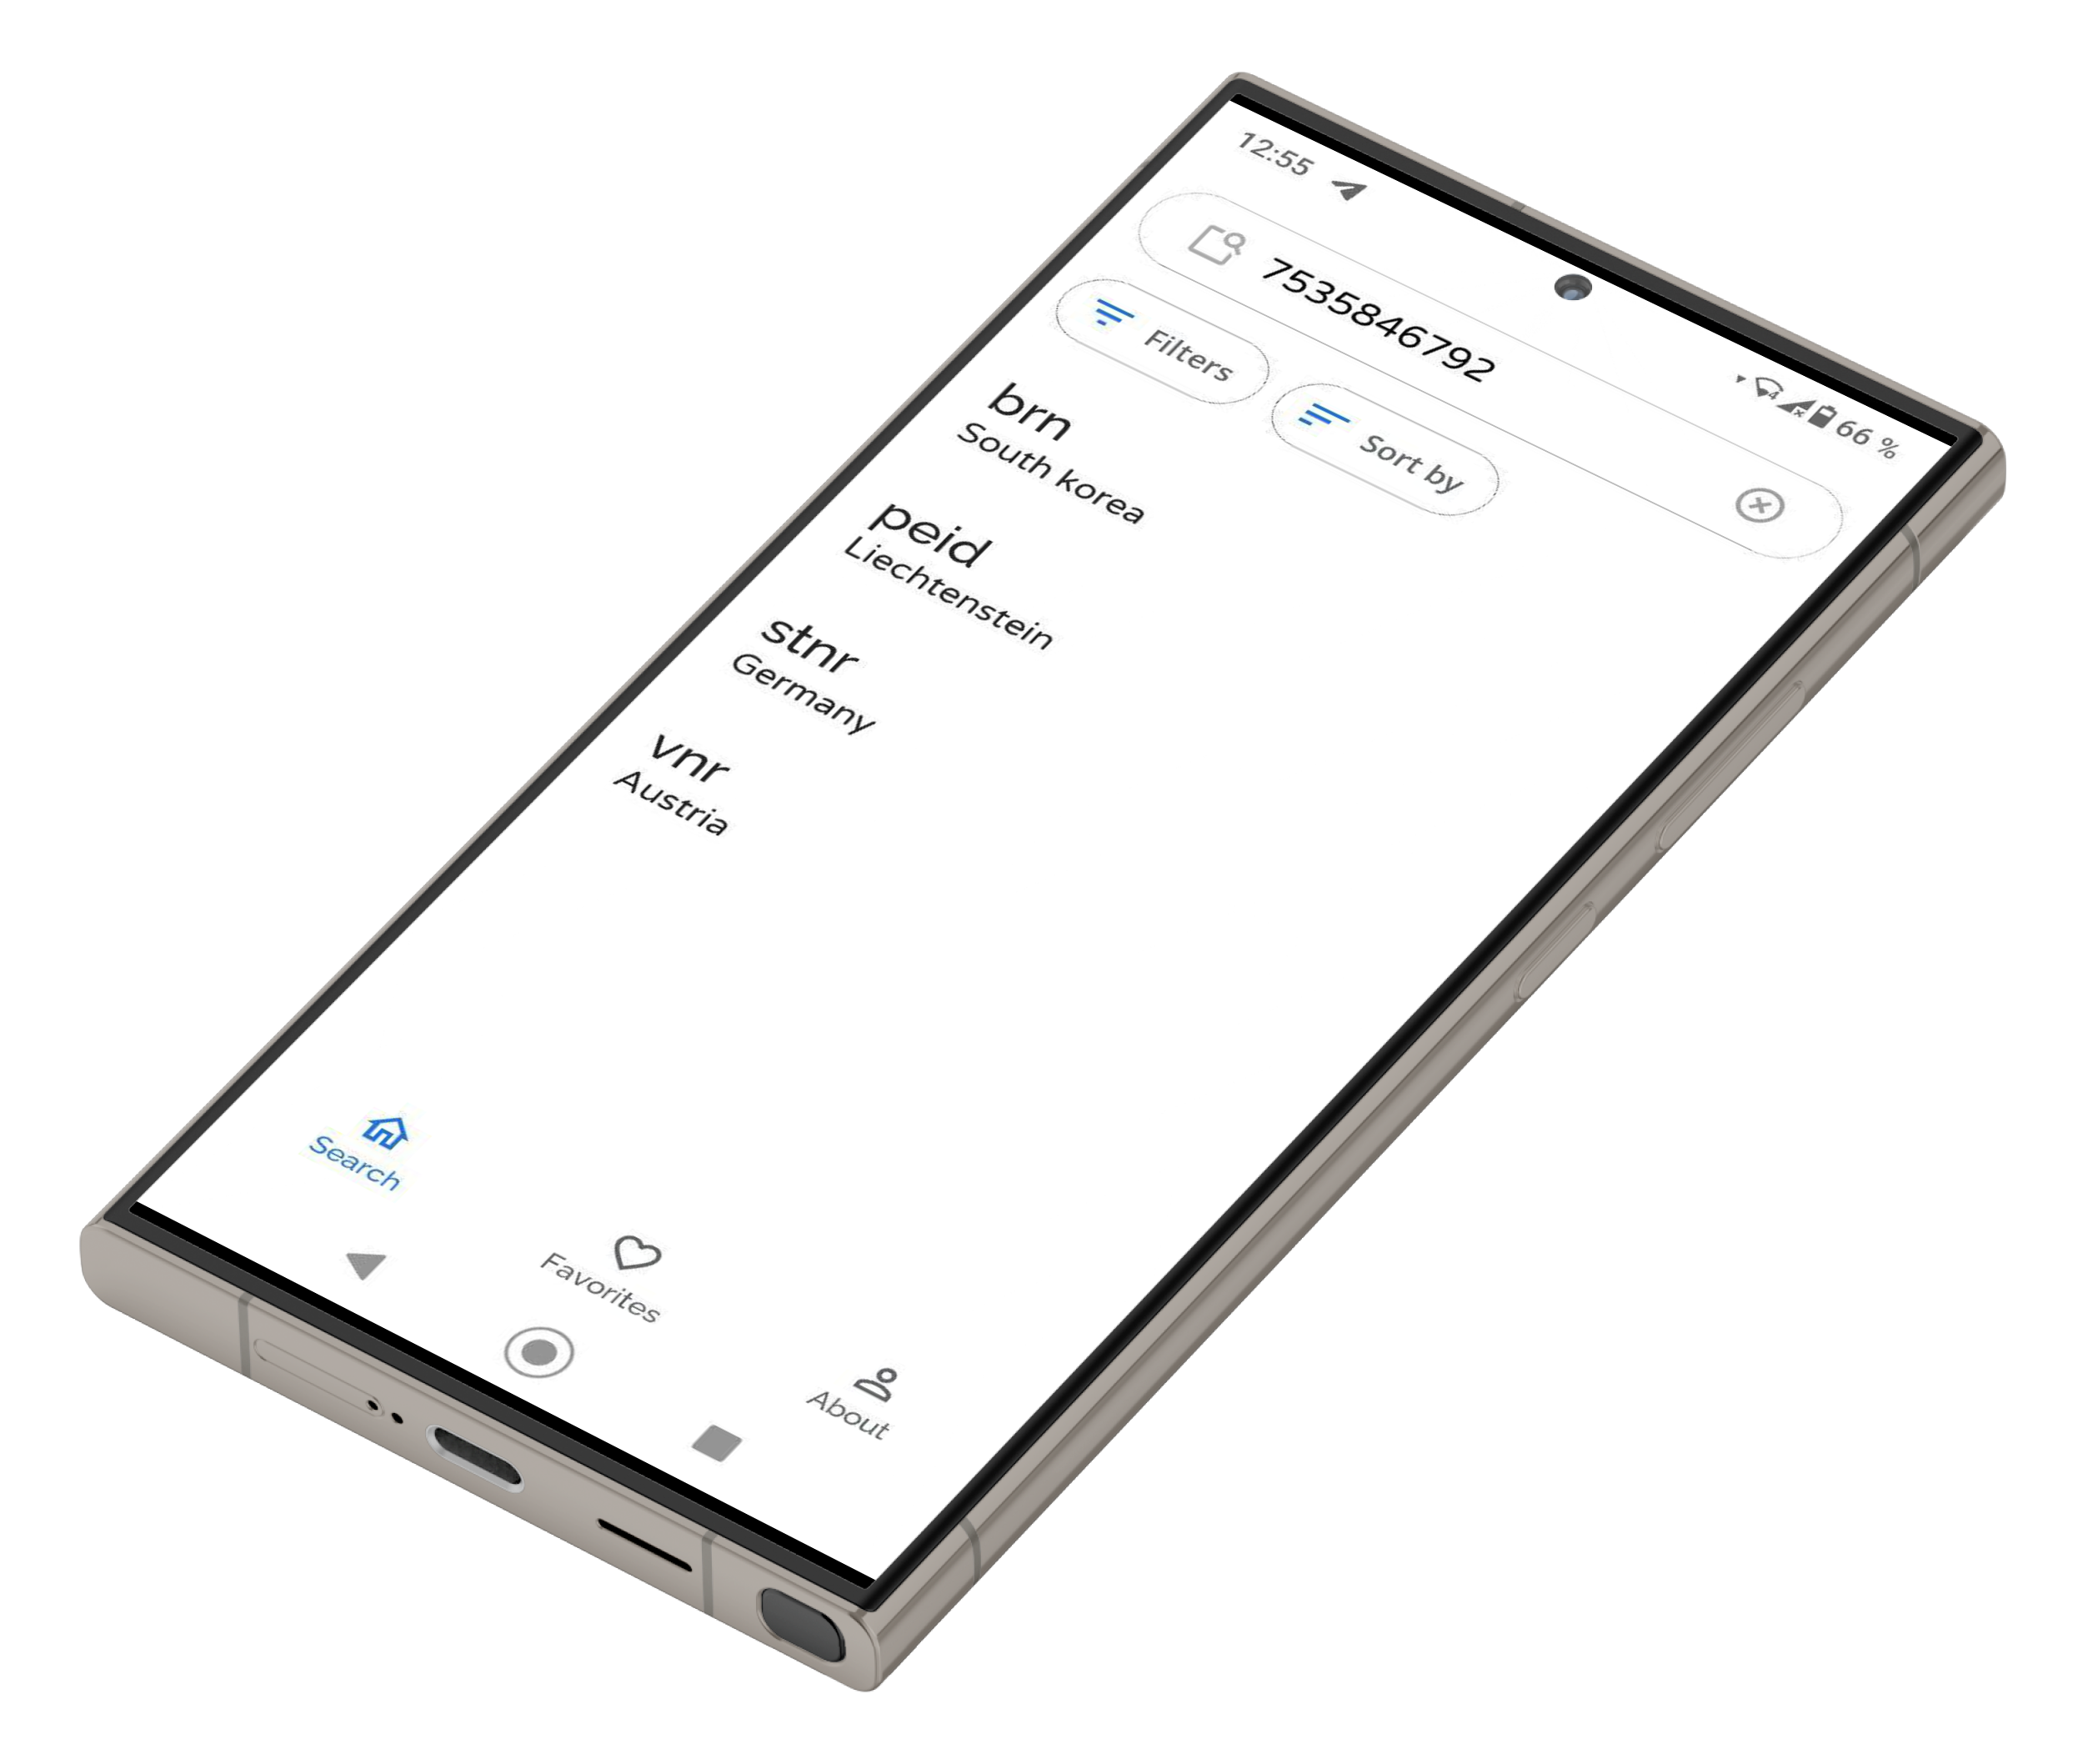 12:55
66 %
7535846792
Filters
Sort by
brn
South korea
peid
Liechtenstein
stnr
Germany
vnr
Austria
Search
Favorites
About